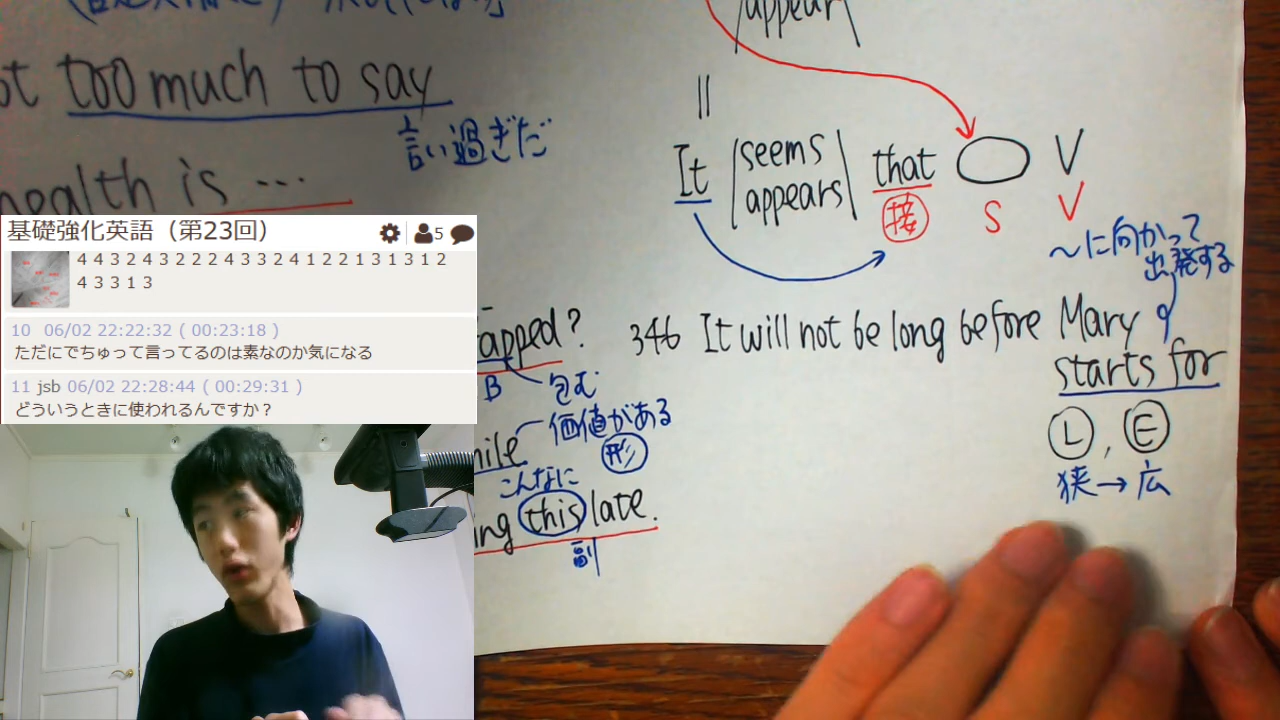 too much to say
言い過ぎだ
health is ...
appear
||
It seems appears that V
接 S V
〜に向かって
出発する
346 It will not be long before Mary
starts for
L , E
狭→広
apped?
B 包む
価値がある
形
こんなに
ing this late.
副
基礎強化英語（第23回）
5
4 4 3 2 4 3 2 2 2 4 3 3 2 4 1 2 2 1 3 1 3 1 2
4 3 3 1 3
10 06/02 22:22:32 ( 00:23:18 )
ただにでちゅって言ってるのは素なのか気になる
11 jsb 06/02 22:28:44 ( 00:29:31 )
どういうときに使われるんですか？